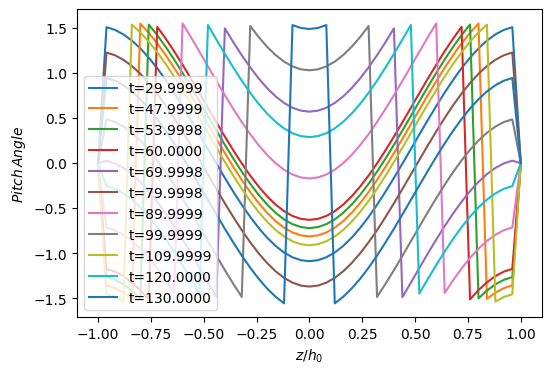 1.5
1.0
0.5
0.0
−0.5
−1.0
−1.5
Pitch Angle
t=29.9999
t=47.9999
t=53.9998
t=60.0000
t=69.9998
t=79.9998
t=89.9999
t=99.9999
t=109.9999
t=120.0000
t=130.0000
−1.00 −0.75 −0.50 −0.25 0.00 0.25 0.50 0.75 1.00
z/h₀